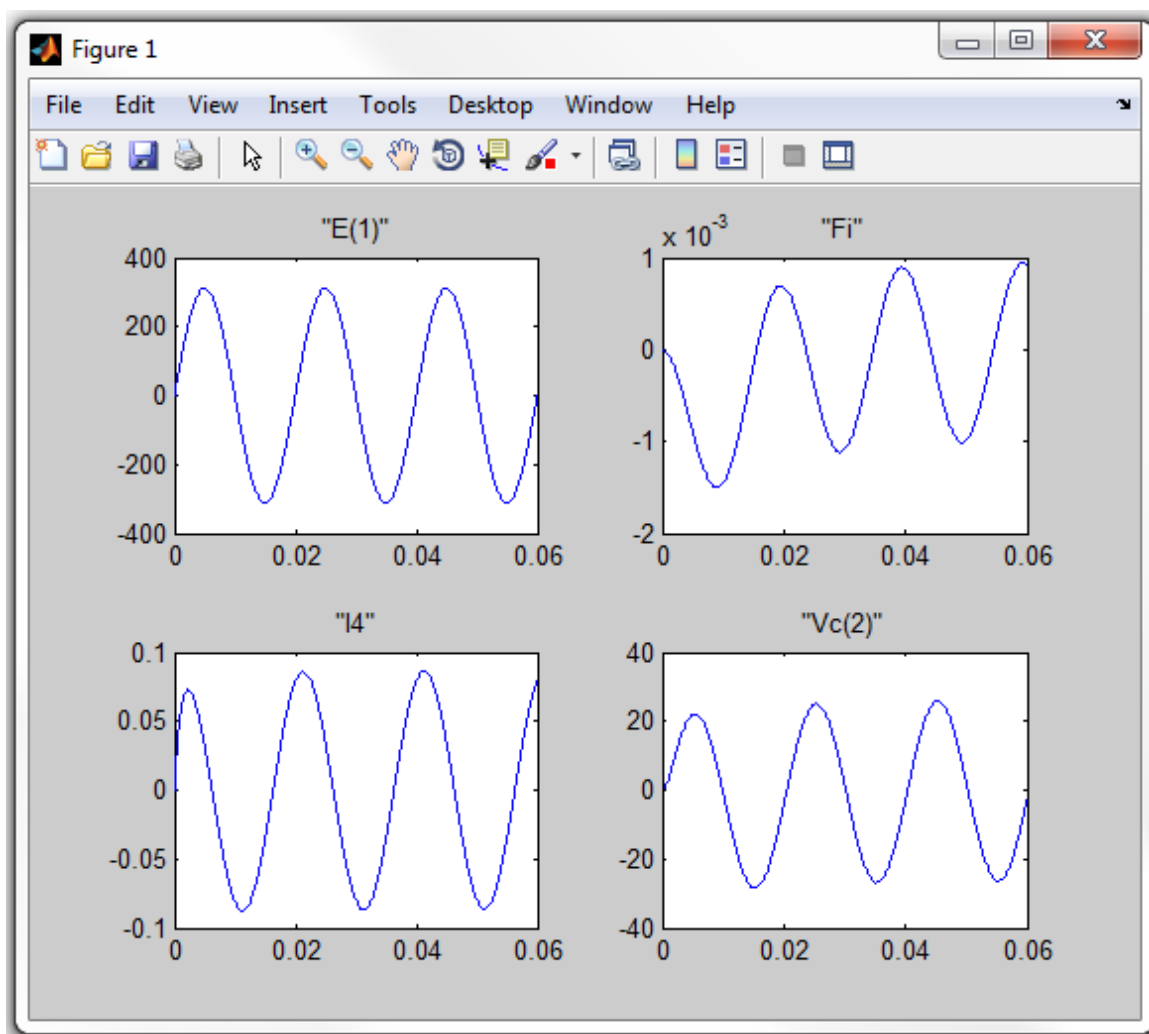 Figure 1
File Edit View Insert Tools Desktop Window Help
"E(1)"
400
200
0
-200
-400
0 0.02 0.04 0.06
"Fi"
x 10^-3
1
0
-1
-2
0 0.02 0.04 0.06
"I4"
0.1
0.05
0
-0.05
-0.1
0 0.02 0.04 0.06
"Vc(2)"
40
20
0
-20
-40
0 0.02 0.04 0.06